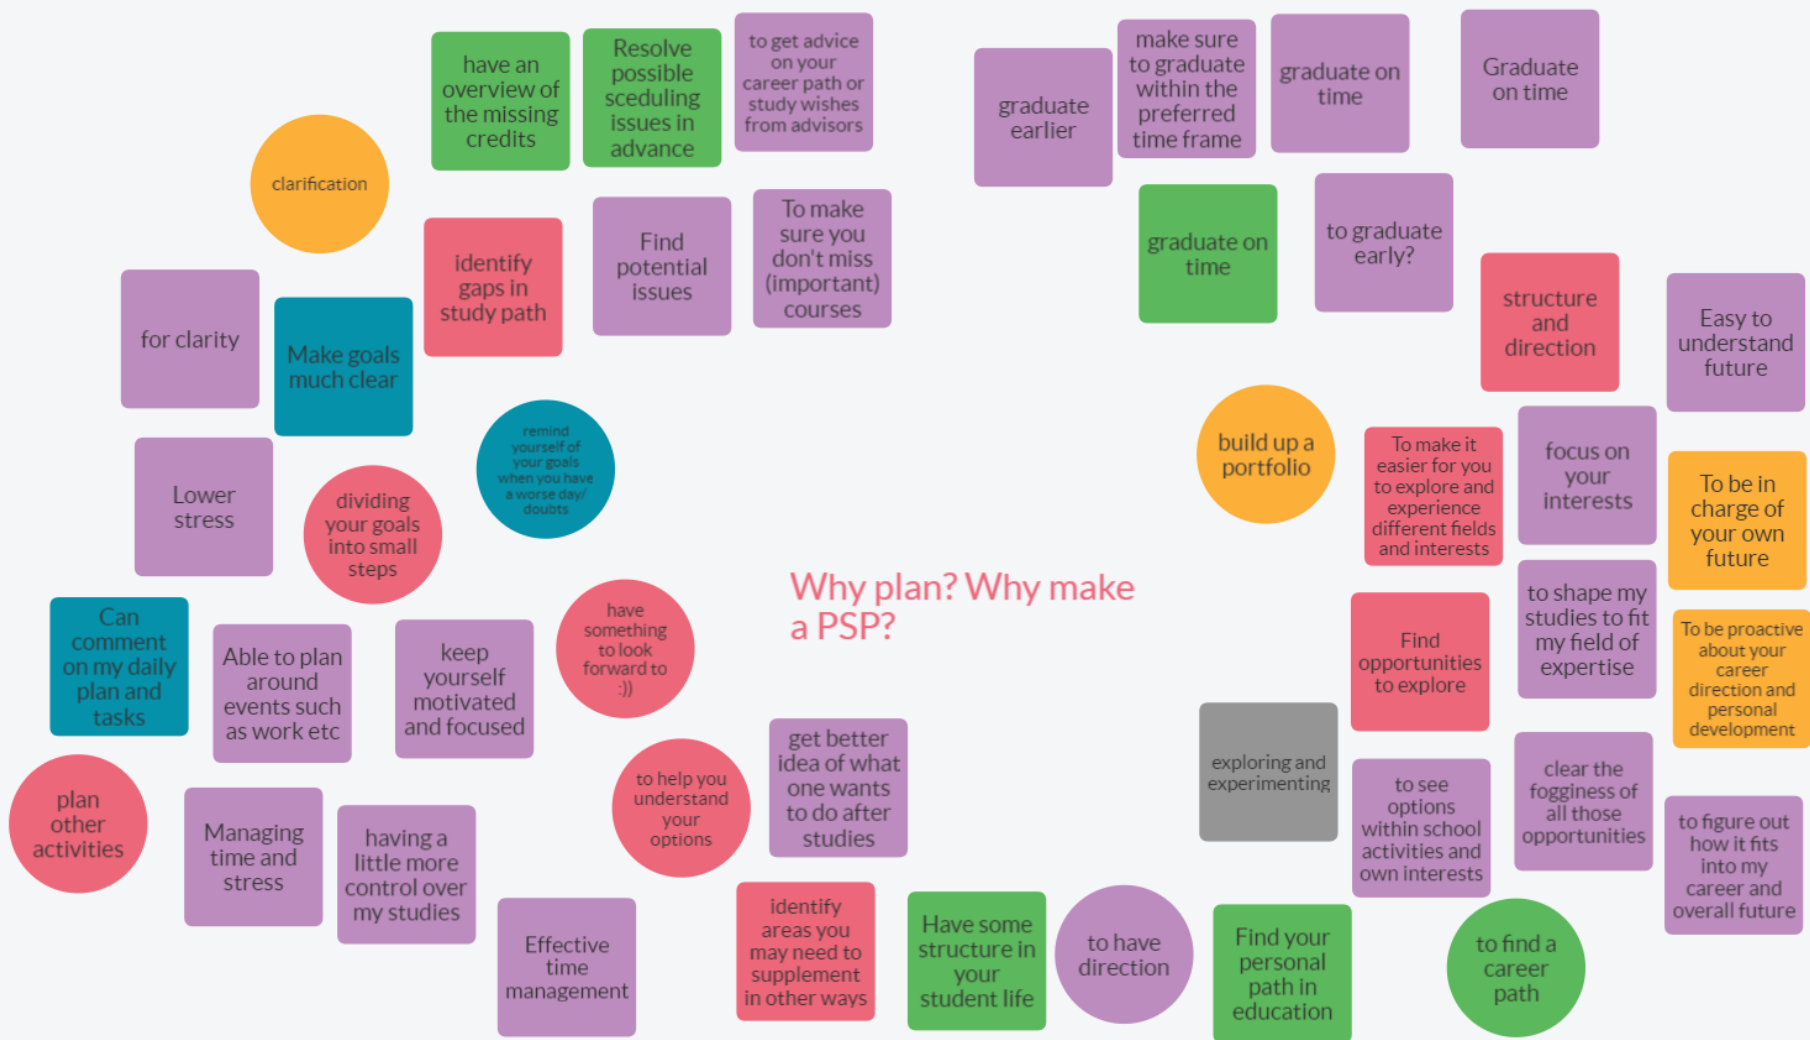 have an
overview of
the missing
credits
Resolve
possible
sceduling
issues in
advance
to get advice
on your
career path or
study wishes
from advisors
graduate
earlier
make sure
to graduate
within the
preferred
time frame
graduate on
time
Graduate
on time
clarification
identify
gaps in
study path
Find
potential
issues
To make
sure you
don't miss
(important)
courses
graduate on
time
to graduate
early?
structure
and
direction
Easy to
understand
future
for clarity
Make goals
much clear
remind
yourself of
your goals
when you have
a worse day/
doubts
build up a
portfolio
To make it
easier for you
to explore and
experience
different fields
and interests
focus on
your
interests
To be in
charge of
your own
future
Lower
stress
dividing
your goals
into small
steps
Why plan? Why make
a PSP?
Can
comment
on my daily
plan and
tasks
Able to plan
around
events such
as work etc
keep
yourself
motivated
and focused
have
something
to look
forward to
:))
Find
opportunities
to explore
to shape my
studies to fit
my field of
expertise
To be proactive
about your
career
direction and
personal
development
plan
other
activities
Managing
time and
stress
having a
little more
control over
my studies
to help you
understand
your
options
get better
idea of what
one wants
to do after
studies
exploring and
experimenting
to see
options
within school
activities and
own interests
clear the
fogginess of
all those
opportunities
to figure out
how it fits
into my
career and
overall future
Effective
time
management
identify
areas you
may need to
supplement
in other ways
Have some
structure in
your
student life
to have
direction
Find your
personal
path in
education
to find a
career
path